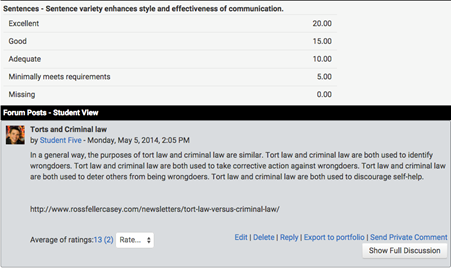 Sentences - Sentence variety enhances style and effectiveness of communication.
Excellent 20.00
Good 15.00
Adequate 10.00
Minimally meets requirements 5.00
Missing 0.00
Forum Posts - Student View
Torts and Criminal law
by Student Five - Monday, May 5, 2014, 2:05 PM
In a general way, the purposes of tort law and criminal law are similar. Tort law and criminal law are both used to identify
wrongdoers. Tort law and criminal law are both used to take corrective action against wrongdoers. Tort law and criminal law
are both used to deter others from being wrongdoers. Tort law and criminal law are both used to discourage self-help.
http://www.rossfellercasey.com/newsletters/tort-law-versus-criminal-law/
Average of ratings:13 (2) Rate...
Edit | Delete | Reply | Export to portfolio | Send Private Comment
Show Full Discussion